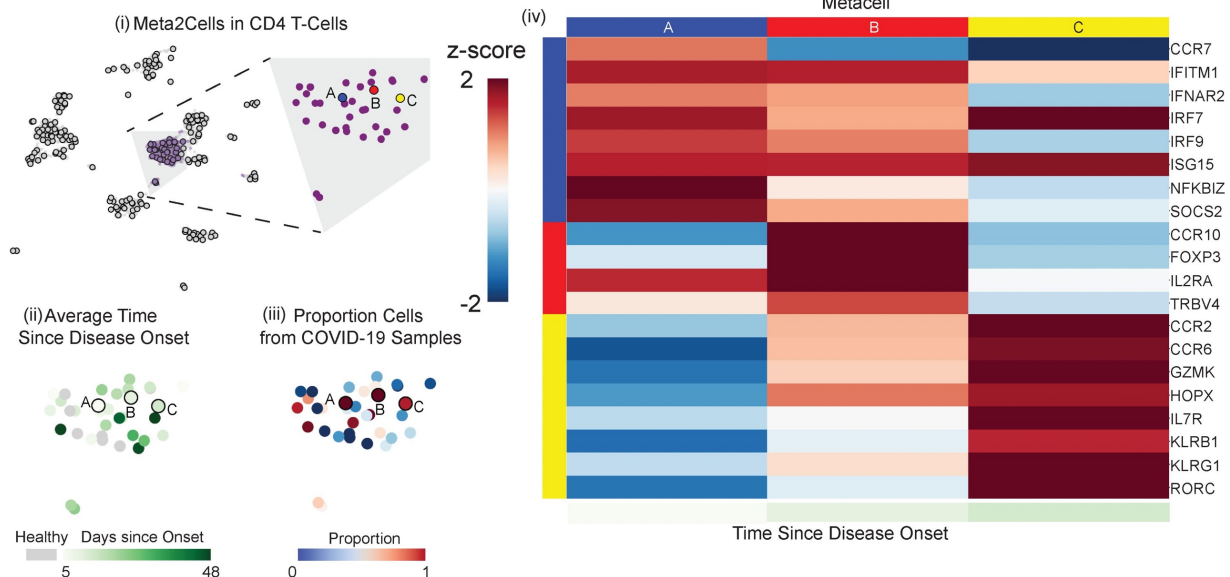 (i) Meta2Cells in CD4 T-Cells
A
B
C
z-score
2
-2
(ii) Average Time
Since Disease Onset
A
B
C
Healthy
Days since Onset
5
48
(iii) Proportion Cells
from COVID-19 Samples
A
B
C
Proportion
0
1
(iv)
Metacell
A
B
C
CCR7
IFITM1
IFNAR2
IRF7
IRF9
ISG15
NFKBIZ
SOCS2
CCR10
FOXP3
IL2RA
TRBV4
CCR2
CCR6
GZMK
HOPX
IL7R
KLRB1
KLRG1
RORC
Time Since Disease Onset